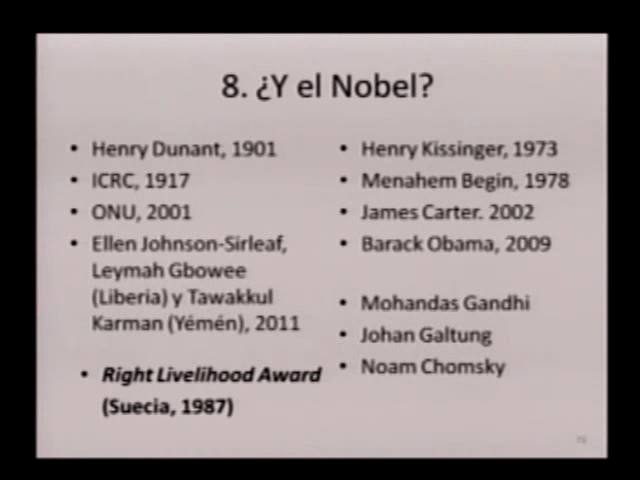 8. ¿Y el Nobel?
• Henry Dunant, 1901
• ICRC, 1917
• ONU, 2001
• Ellen Johnson-Sirleaf,
Leymah Gbowee
(Liberia) y Tawakkul
Karman (Yémén), 2011
• Right Livelihood Award
(Suecia, 1987)
• Henry Kissinger, 1973
• Menahem Begin, 1978
• James Carter. 2002
• Barack Obama, 2009
• Mohandas Gandhi
• Johan Galtung
• Noam Chomsky